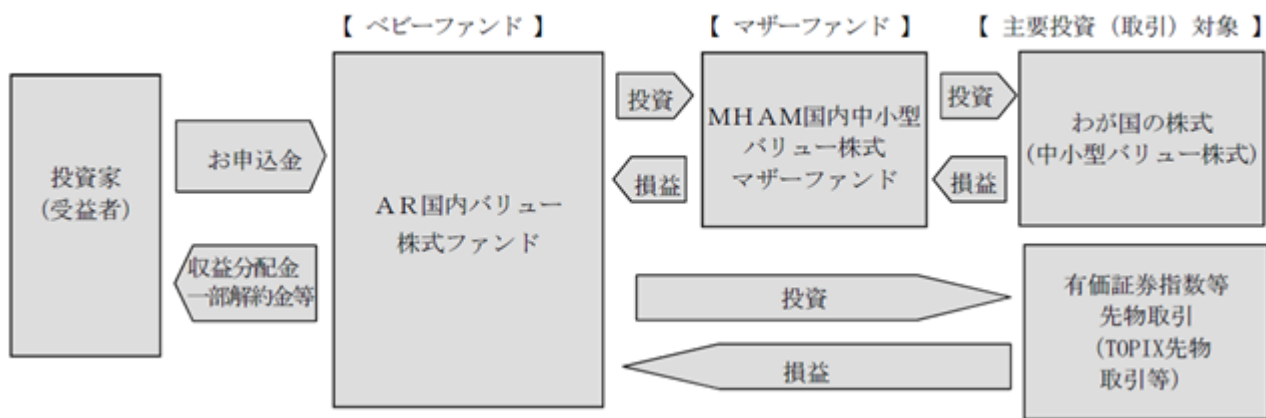 【 ベビーファンド 】
【 マザーファンド 】
【 主要投資（取引）対象 】
投資家
(受益者)
お申込金
収益分配金
一部解約金等
ＡＲ国内バリュー
株式ファンド
投資
損益
ＭＨＡＭ国内中小型
バリュー株式
マザーファンド
投資
損益
わが国の株式
(中小型バリュー株式)
投資
損益
有価証券指数等
先物取引
(TOPIX先物
取引等)